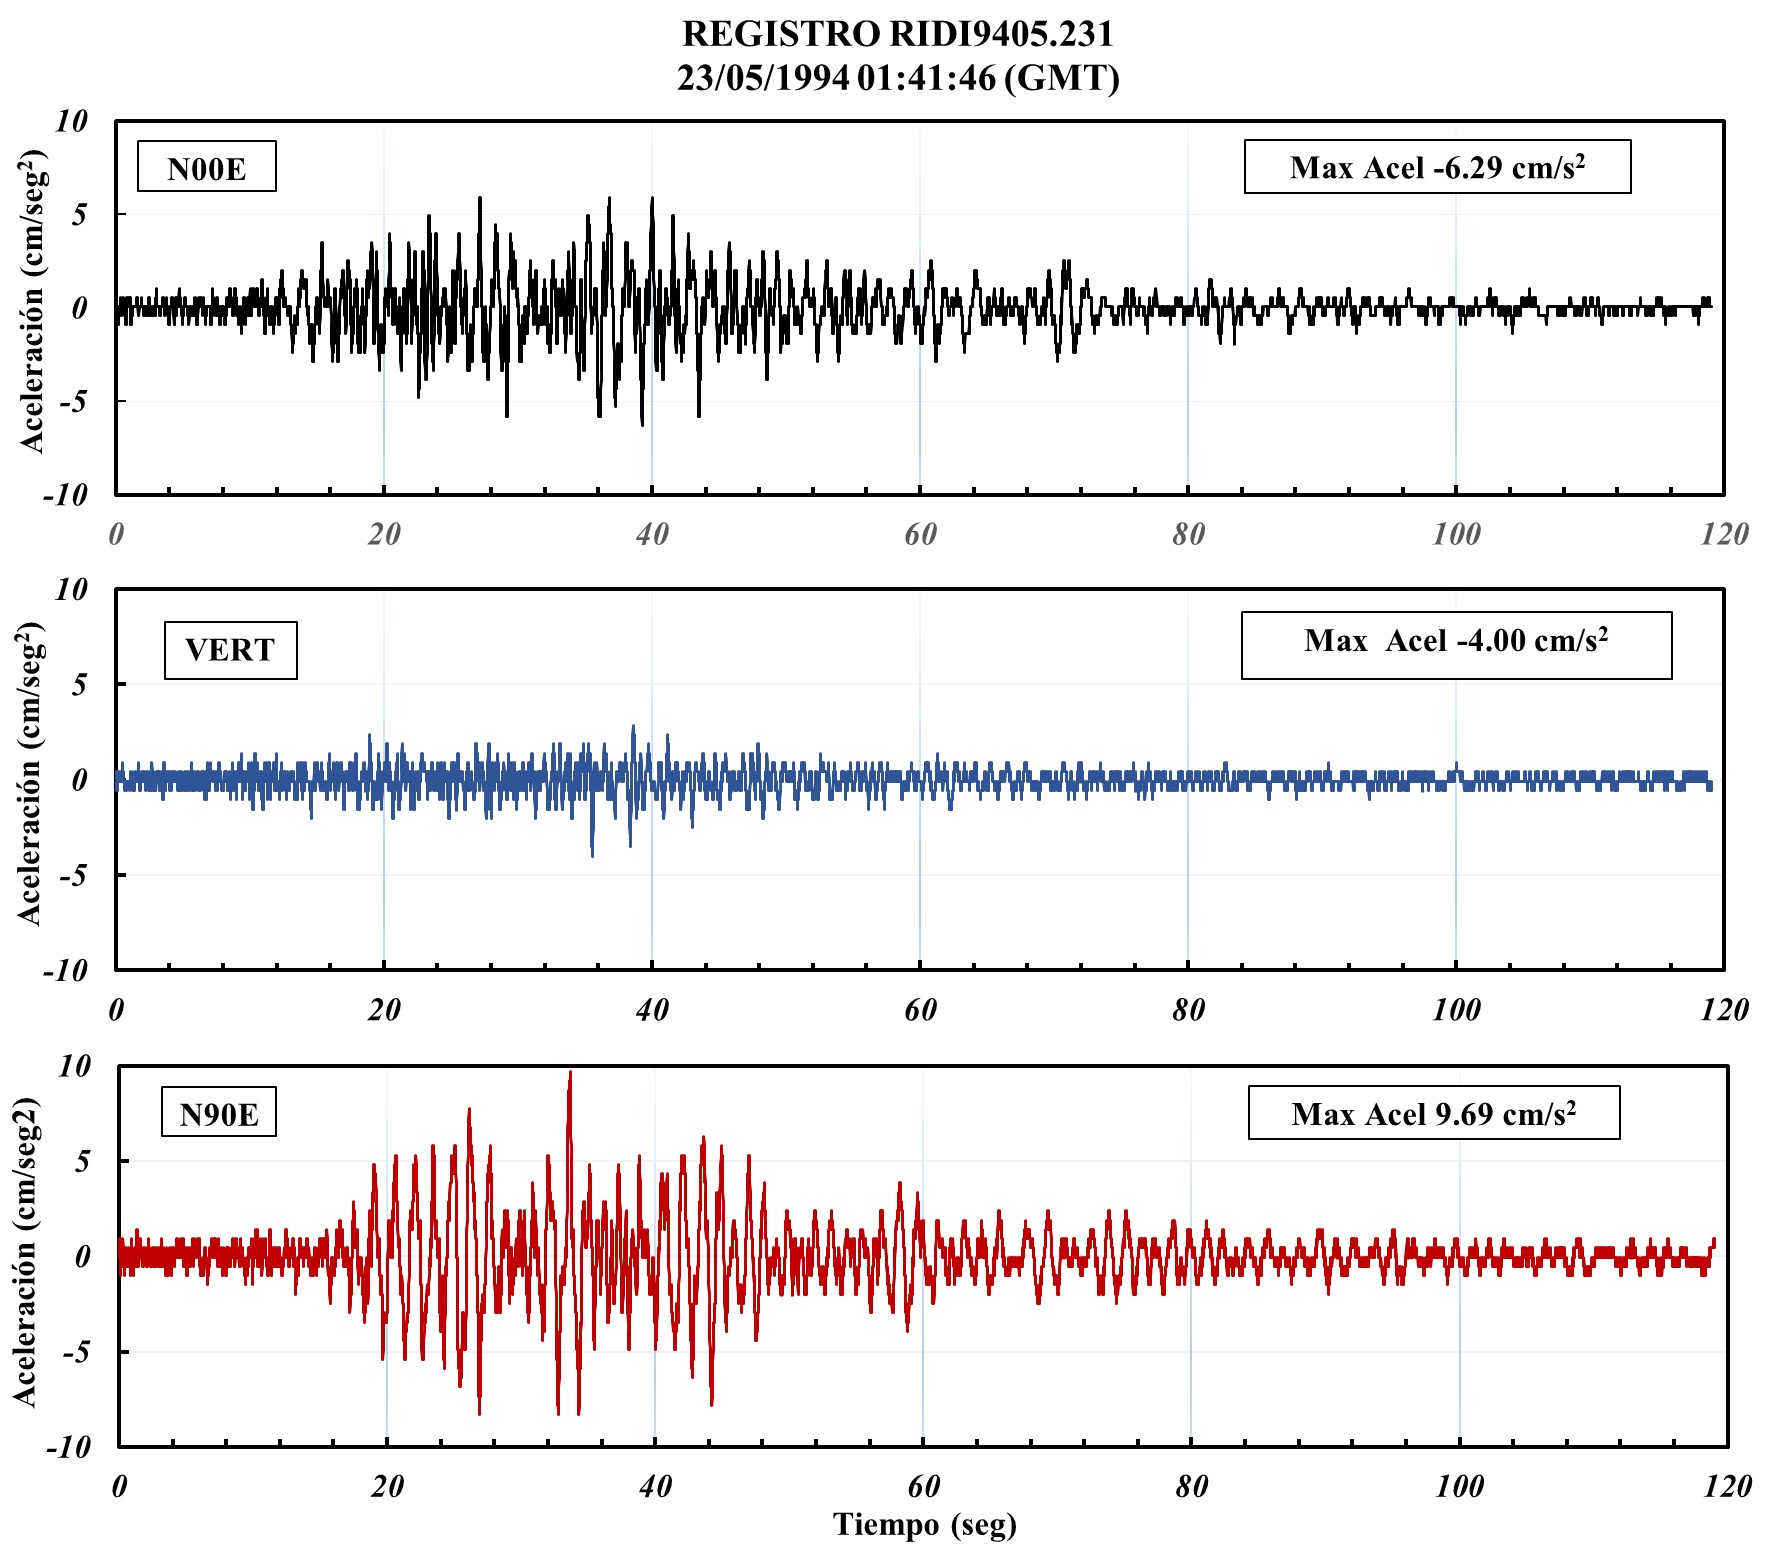 REGISTRO RIDI9405.231
23/05/1994 01:41:46 (GMT)
Aceleración (cm/seg²)
10
5
0
-5
-10
N00E
Max Acel -6.29 cm/s²
0 20 40 60 80 100 120
Aceleración (cm/seg²)
10
5
0
-5
-10
VERT
Max Acel -4.00 cm/s²
0 20 40 60 80 100 120
Aceleración (cm/seg2)
10
5
0
-5
-10
N90E
Max Acel 9.69 cm/s²
0 20 40 60 80 100 120
Tiempo (seg)